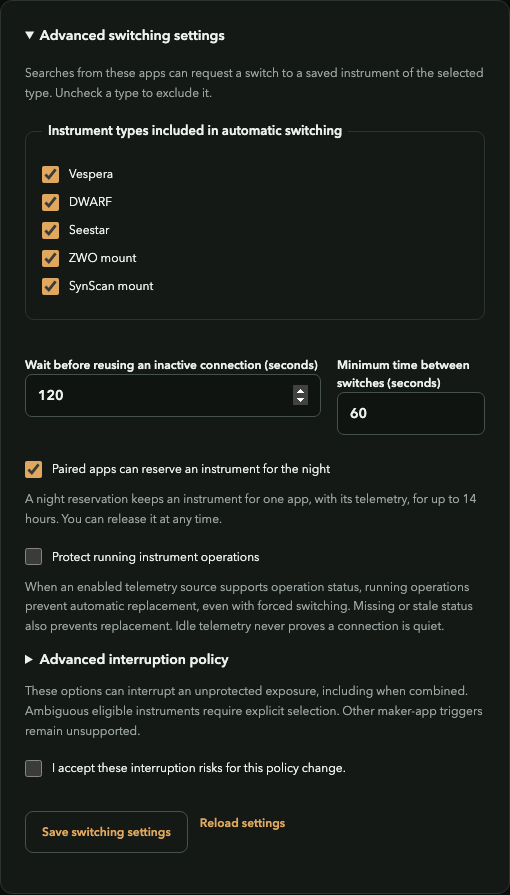 Advanced switching settings
Searches from these apps can request a switch to a saved instrument of the selected
type. Uncheck a type to exclude it.
Instrument types included in automatic switching
Vespera
DWARF
Seestar
ZWO mount
SynScan mount
Wait before reusing an inactive connection (seconds)
120
Minimum time between
switches (seconds)
60
Paired apps can reserve an instrument for the night
A night reservation keeps an instrument for one app, with its telemetry, for up to 14
hours. You can release it at any time.
Protect running instrument operations
When an enabled telemetry source supports operation status, running operations
prevent automatic replacement, even with forced switching. Missing or stale status
also prevents replacement. Idle telemetry never proves a connection is quiet.
Advanced interruption policy
These options can interrupt an unprotected exposure, including when combined.
Ambiguous eligible instruments require explicit selection. Other maker-app triggers
remain unsupported.
I accept these interruption risks for this policy change.
Save switching settings
Reload settings